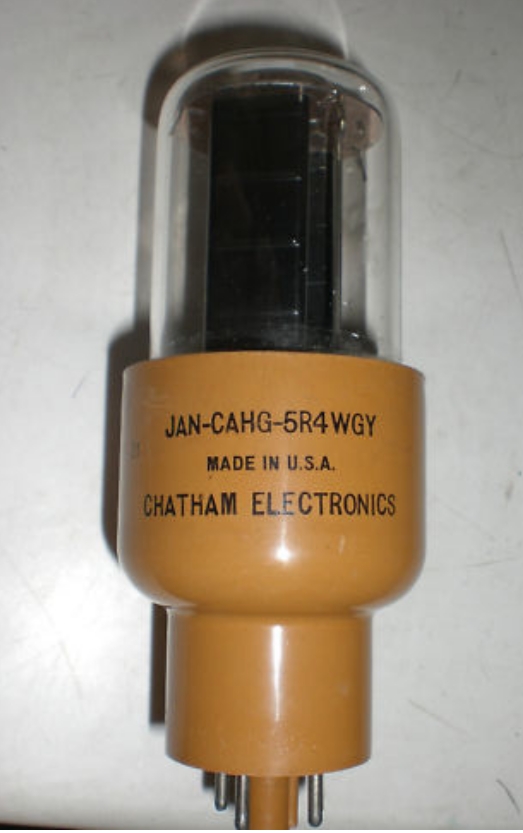 JAN-CAHG-5R4WGY
MADE IN U.S.A.
CHATHAM ELECTRONICS